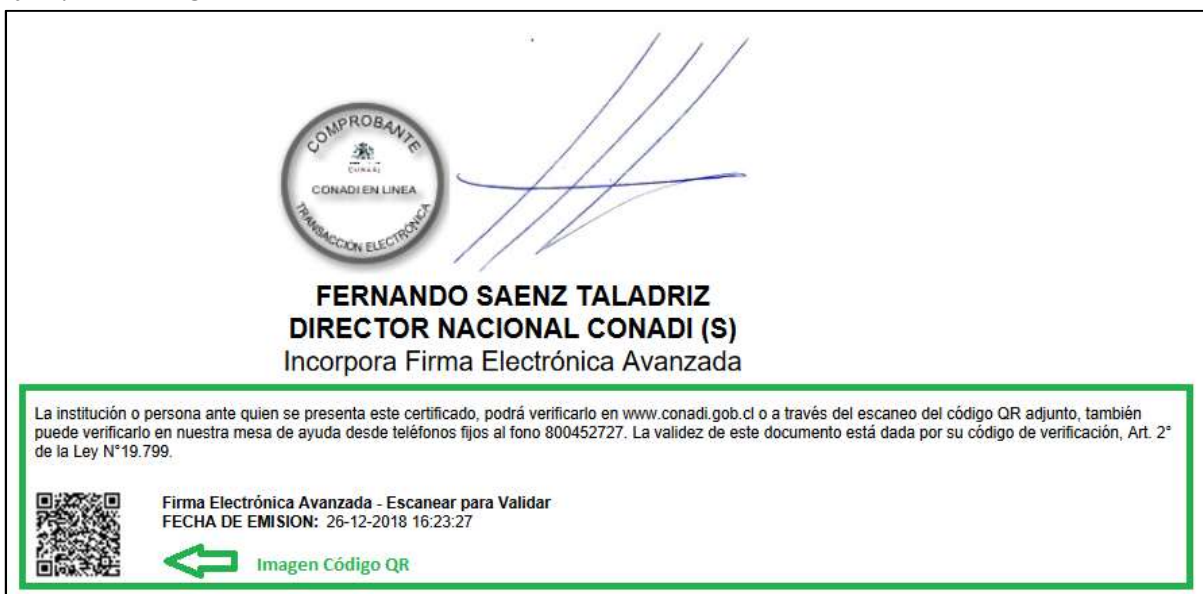 COMPROBANTE
CONADI
CONADI EN LINEA
TRANSACCIÓN ELECTRÓNICA
FERNANDO SAENZ TALADRIZ
DIRECTOR NACIONAL CONADI (S)
Incorpora Firma Electrónica Avanzada
La institución o persona ante quien se presenta este certificado, podrá verificarlo en www.conadi.gob.cl o a través del escaneo del código QR adjunto, también
puede verificarlo en nuestra mesa de ayuda desde teléfonos fijos al fono 800452727. La validez de este documento está dada por su código de verificación, Art. 2°
de la Ley N°19.799.
Firma Electrónica Avanzada - Escanear para Validar
FECHA DE EMISION: 26-12-2018 16:23:27
Imagen Código QR